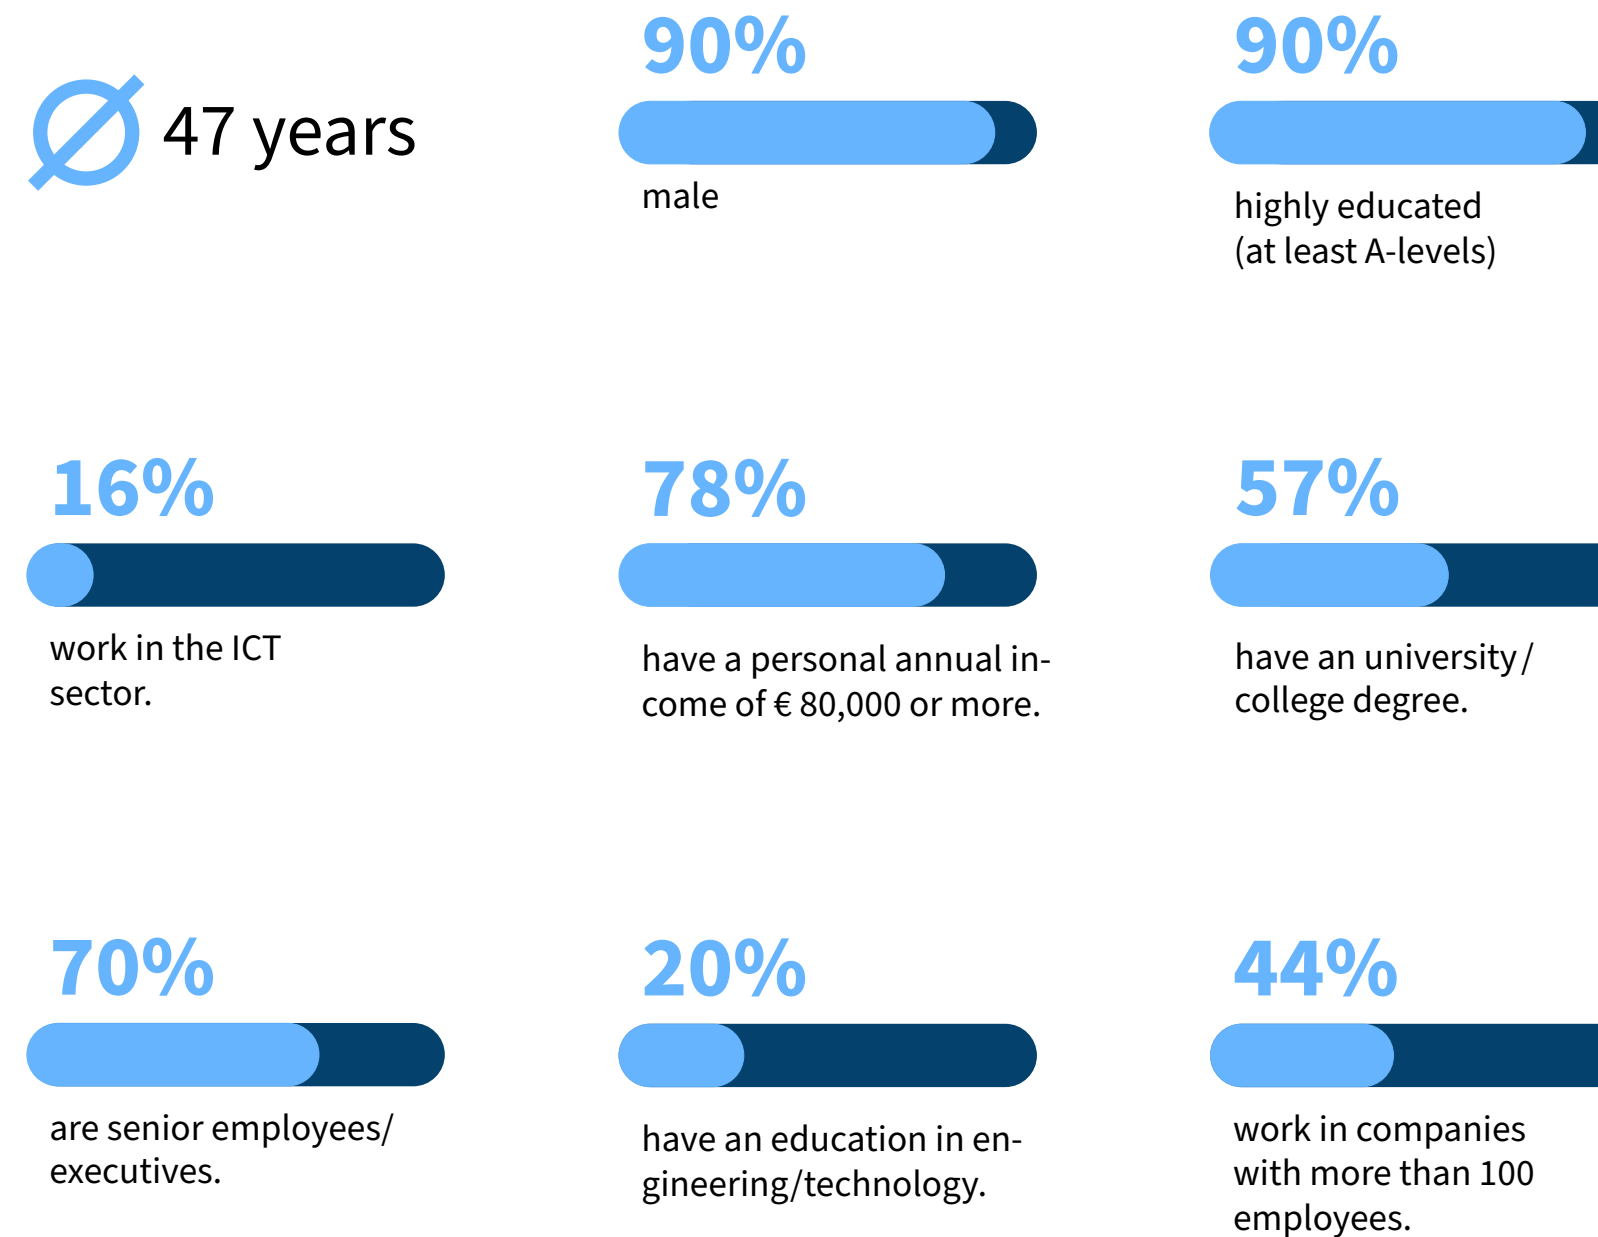 Ø 47 years
90%
male
90%
highly educated
(at least A-levels)
16%
work in the ICT
sector.
78%
have a personal annual in-
come of € 80,000 or more.
57%
have an university/
college degree.
70%
are senior employees/
executives.
20%
have an education in en-
gineering/technology.
44%
work in companies
with more than 100
employees.